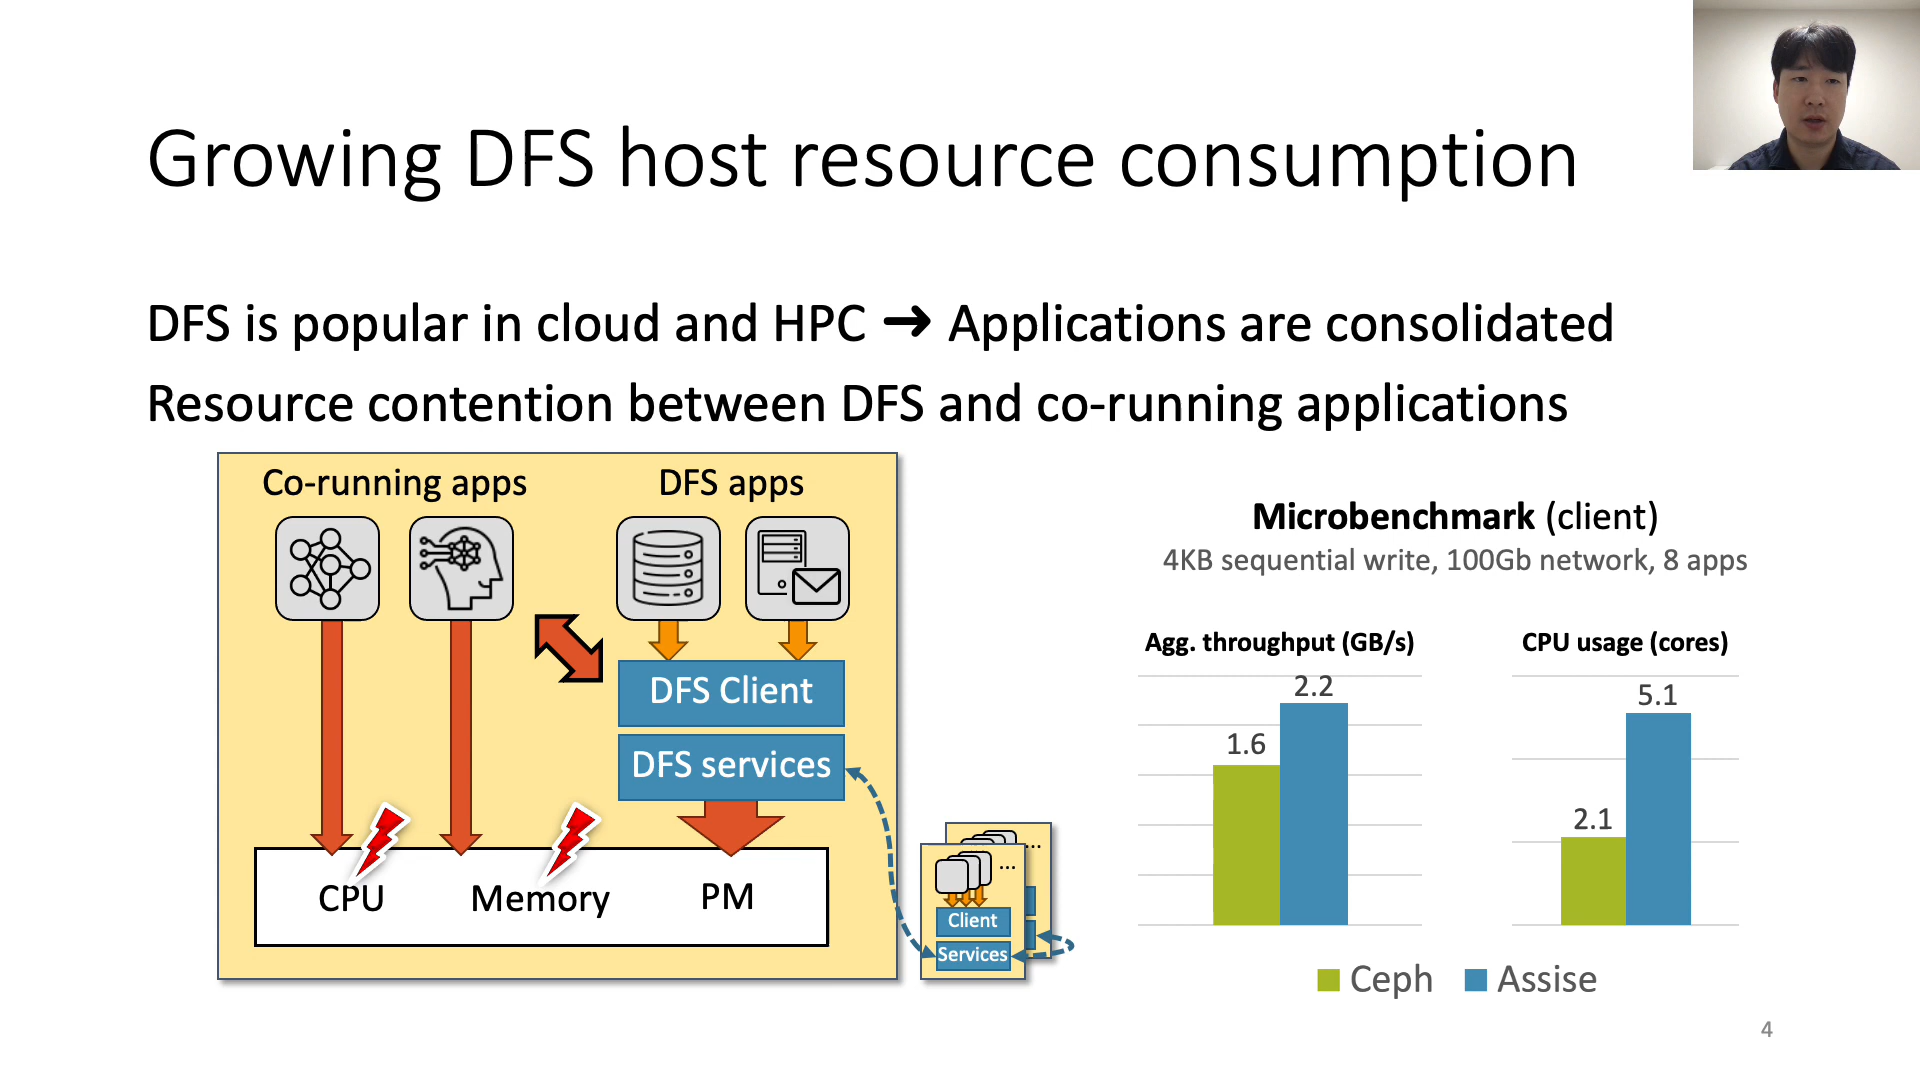 Growing DFS host resource consumption
DFS is popular in cloud and HPC ➜ Applications are consolidated
Resource contention between DFS and co-running applications
Co-running apps
DFS apps
DFS Client
DFS services
CPU
Memory
PM
...
...
Client
Services
Microbenchmark (client)
4KB sequential write, 100Gb network, 8 apps
Agg. throughput (GB/s)
2.2
1.6
CPU usage (cores)
5.1
2.1
Ceph
Assise
4